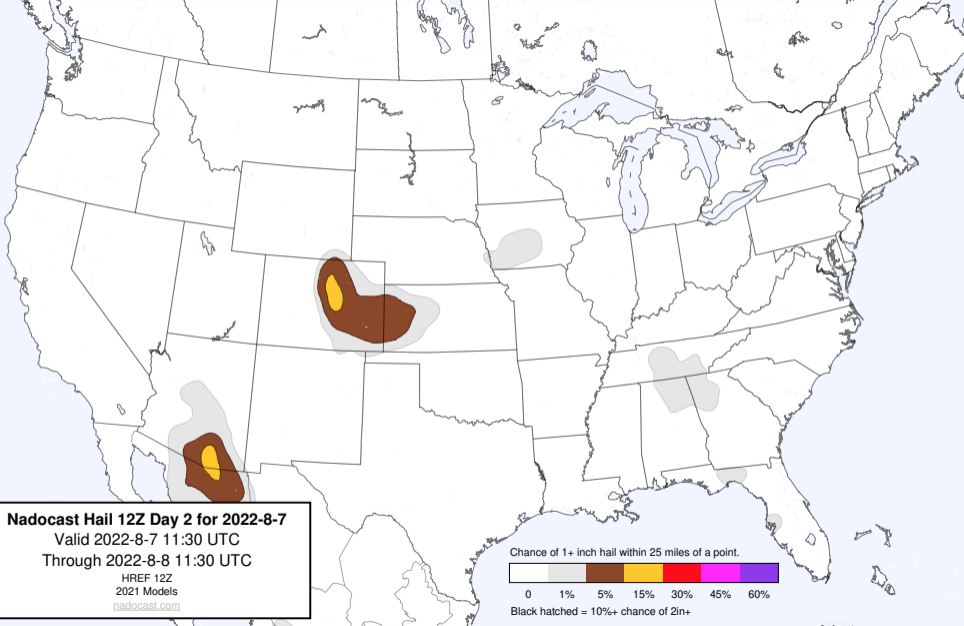 Nadocast Hail 12Z Day 2 for 2022-8-7
Valid 2022-8-7 11:30 UTC
Through 2022-8-8 11:30 UTC
HREF 12Z
2021 Models
nadocast.com
Chance of 1+ inch hail within 25 miles of a point.
0 1% 5% 15% 30% 45% 60%
Black hatched = 10%+ chance of 2in+